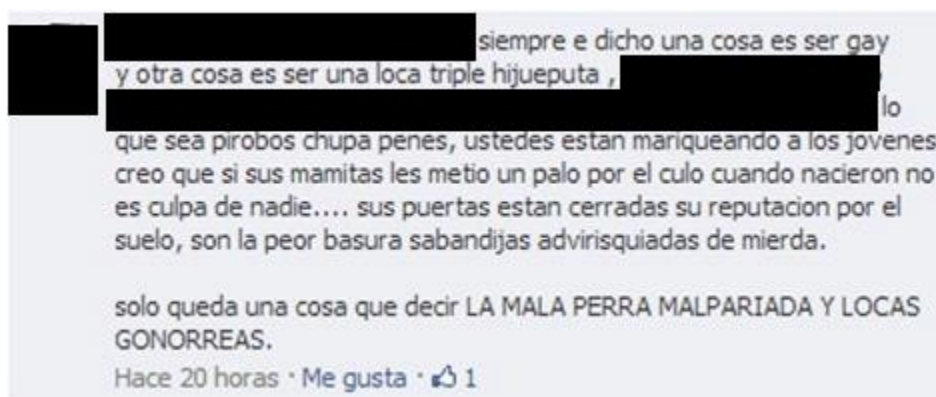 siempre e dicho una cosa es ser gay
y otra cosa es ser una loca triple hijueputa ,
lo
que sea pirobos chupa penes, ustedes estan mariqueando a los jovenes
creo que si sus mamitas les metio un palo por el culo cuando nacieron no
es culpa de nadie.... sus puertas estan cerradas su reputacion por el
suelo, son la peor basura sabandijas advirisquiadas de mierda.
solo queda una cosa que decir LA MALA PERRA MALPARIADA Y LOCAS
GONORREAS.
Hace 20 horas · Me gusta · 1